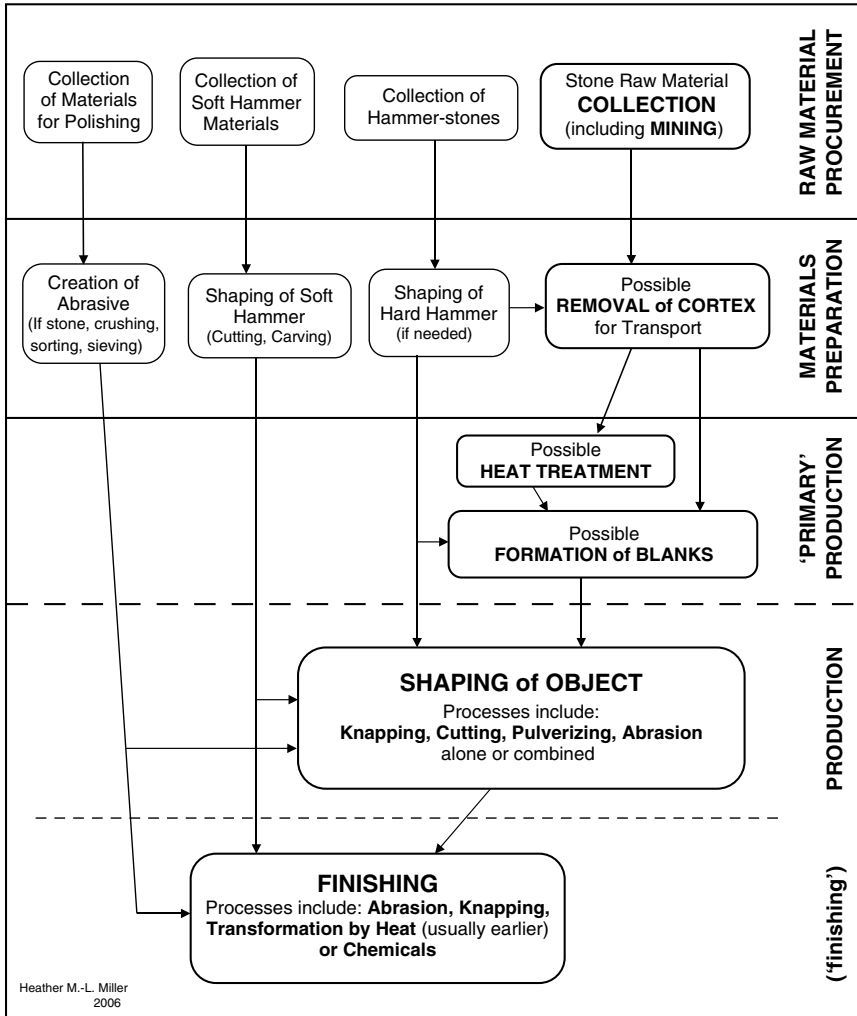 Collection
of Materials
for Polishing
Collection of
Soft Hammer
Materials
Collection of
Hammer-stones
Stone Raw Material
COLLECTION
(including MINING)
RAW MATERIAL
PROCUREMENT
Creation of
Abrasive
(If stone, crushing,
sorting, sieving)
Shaping of Soft
Hammer
(Cutting, Carving)
Shaping of
Hard Hammer
(if needed)
Possible
REMOVAL of CORTEX
for Transport
MATERIALS
PREPARATION
Possible
HEAT TREATMENT
Possible
FORMATION of BLANKS
'PRIMARY'
PRODUCTION
SHAPING of OBJECT
Processes include:
Knapping, Cutting, Pulverizing, Abrasion
alone or combined
PRODUCTION
FINISHING
Processes include: Abrasion, Knapping,
Transformation by Heat (usually earlier)
or Chemicals
('finishing')
Heather M.-L. Miller
2006